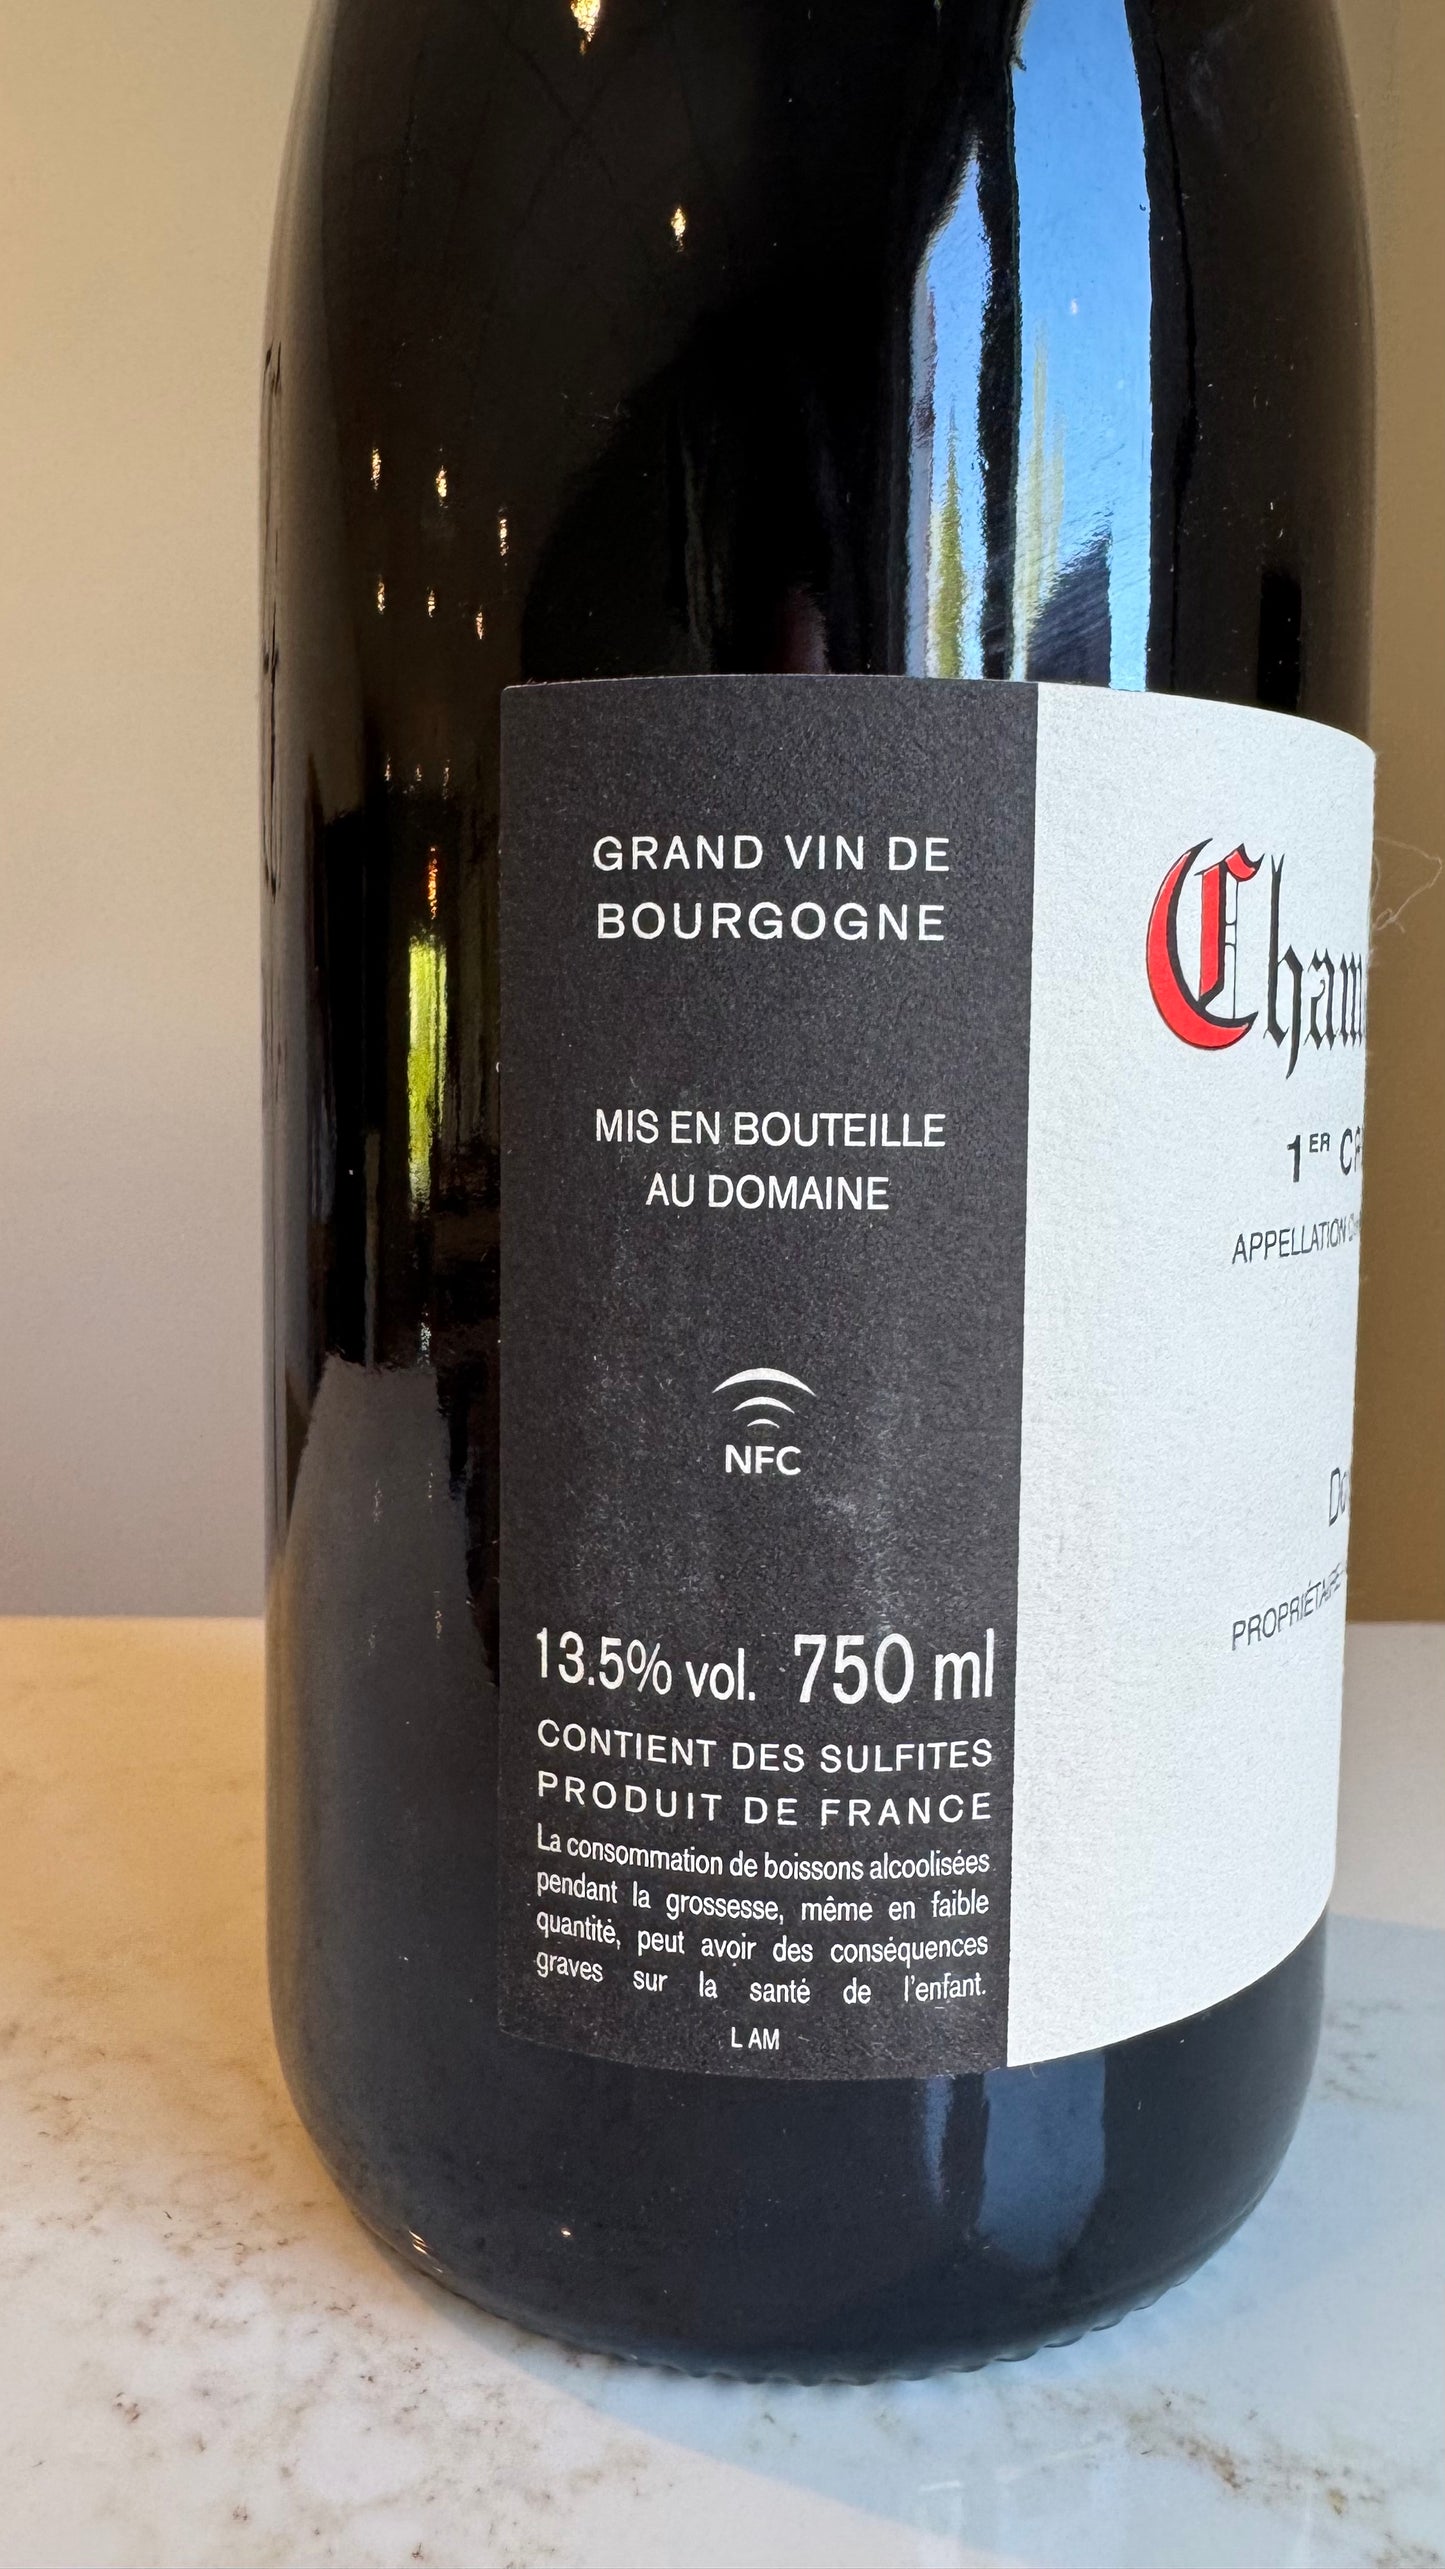 GRAND VIN DE
BOURGOGNE
MIS EN BOUTEILLE
AU DOMAINE
NFC
13.5% vol. 750 ml
CONTIENT DES SULFITES
PRODUIT DE FRANCE
La consommation de boissons alcoolisées
pendant la grossesse, même en faible
quantité, peut avoir des conséquences
graves sur la santé de l'enfant.
L AM
Cham
1ER
APPELLATION
PROPRIÉTAIRE